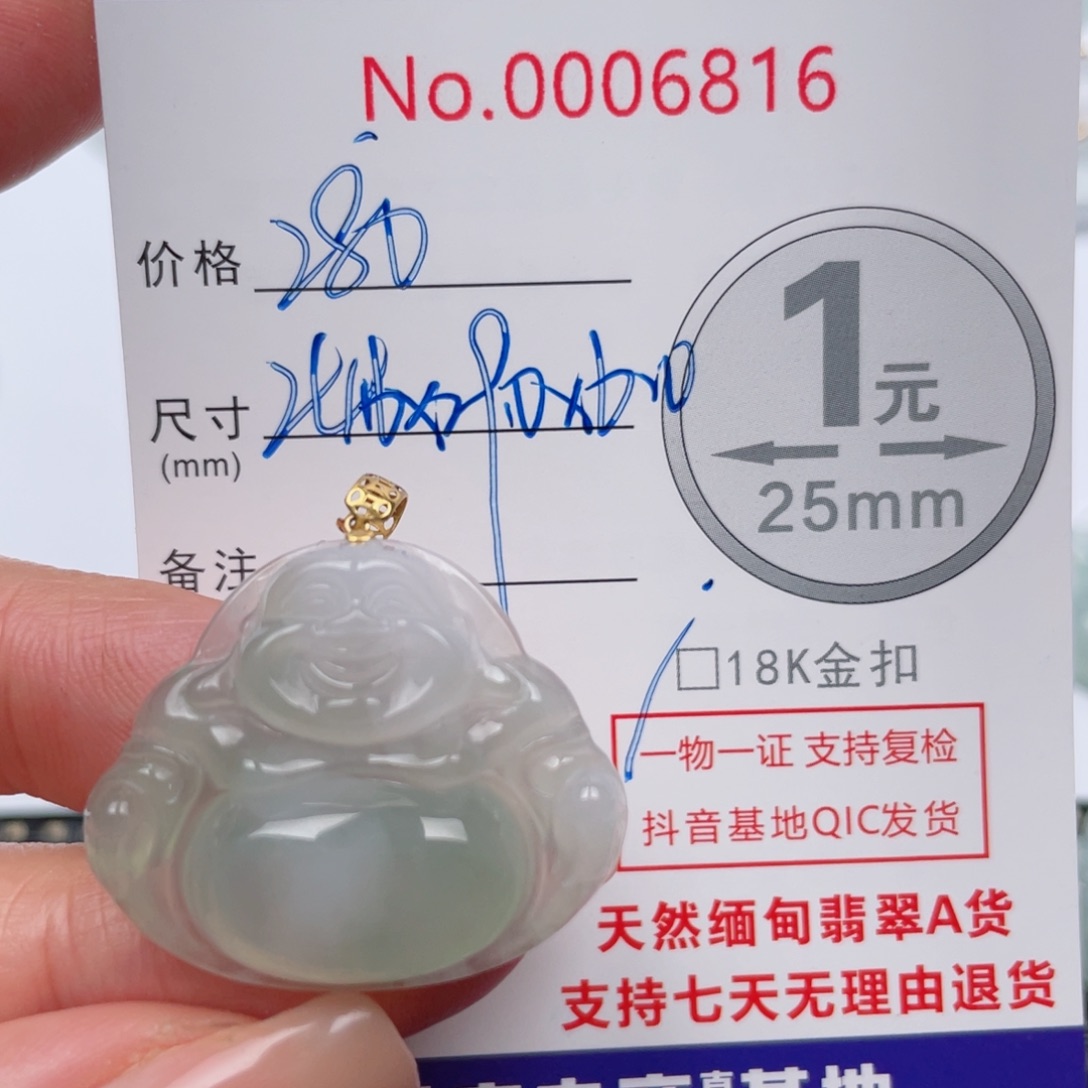 No.0006816
价格 280
尺寸
(mm)
备注
1元
25mm
□18K金扣
一物一证 支持复检
抖音基地QIC发货
天然缅甸翡翠A货
支持七天无理由退货